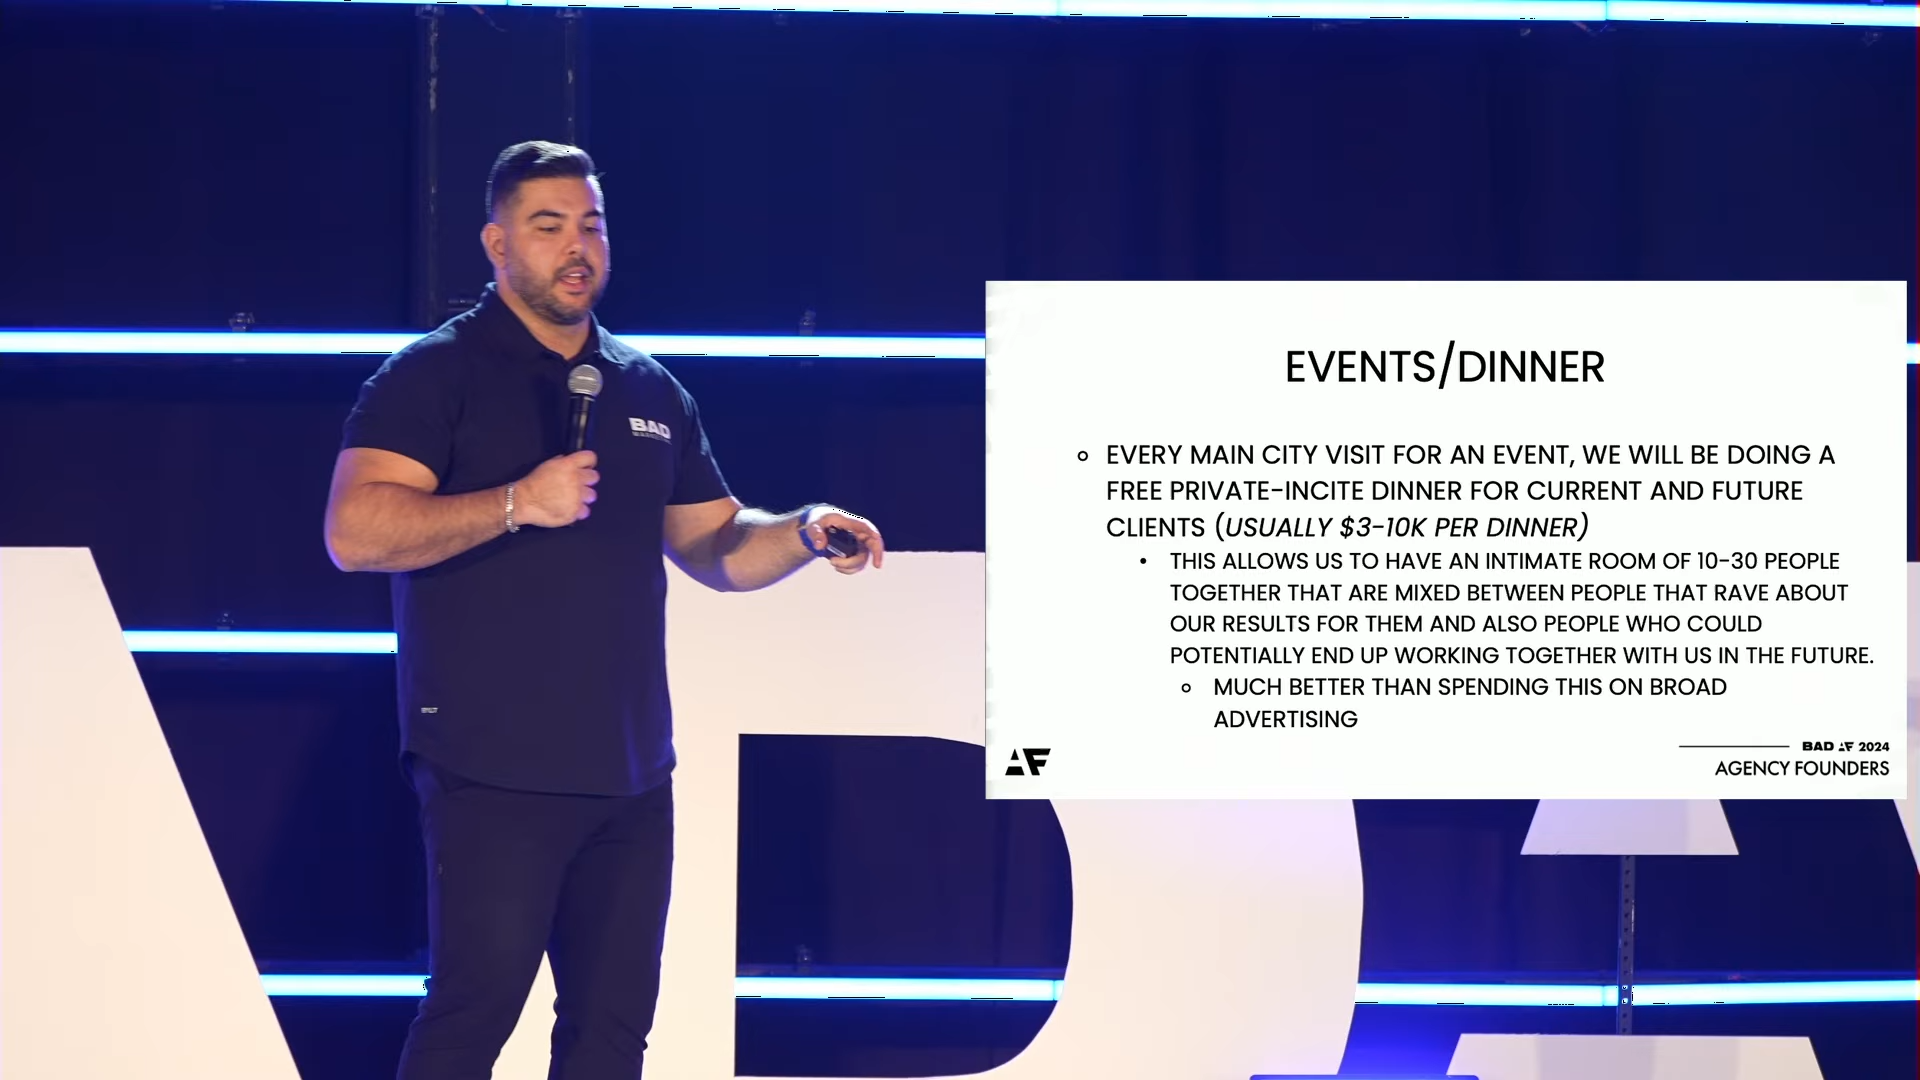 BAD
EVENTS/DINNER
EVERY MAIN CITY VISIT FOR AN EVENT, WE WILL BE DOING A
FREE PRIVATE-INCITE DINNER FOR CURRENT AND FUTURE
CLIENTS (USUALLY $3-10K PER DINNER)
THIS ALLOWS US TO HAVE AN INTIMATE ROOM OF 10-30 PEOPLE
TOGETHER THAT ARE MIXED BETWEEN PEOPLE THAT RAVE ABOUT
OUR RESULTS FOR THEM AND ALSO PEOPLE WHO COULD
POTENTIALLY END UP WORKING TOGETHER WITH US IN THE FUTURE.
MUCH BETTER THAN SPENDING THIS ON BROAD
ADVERTISING
AF
BAD AF 2024
AGENCY FOUNDERS